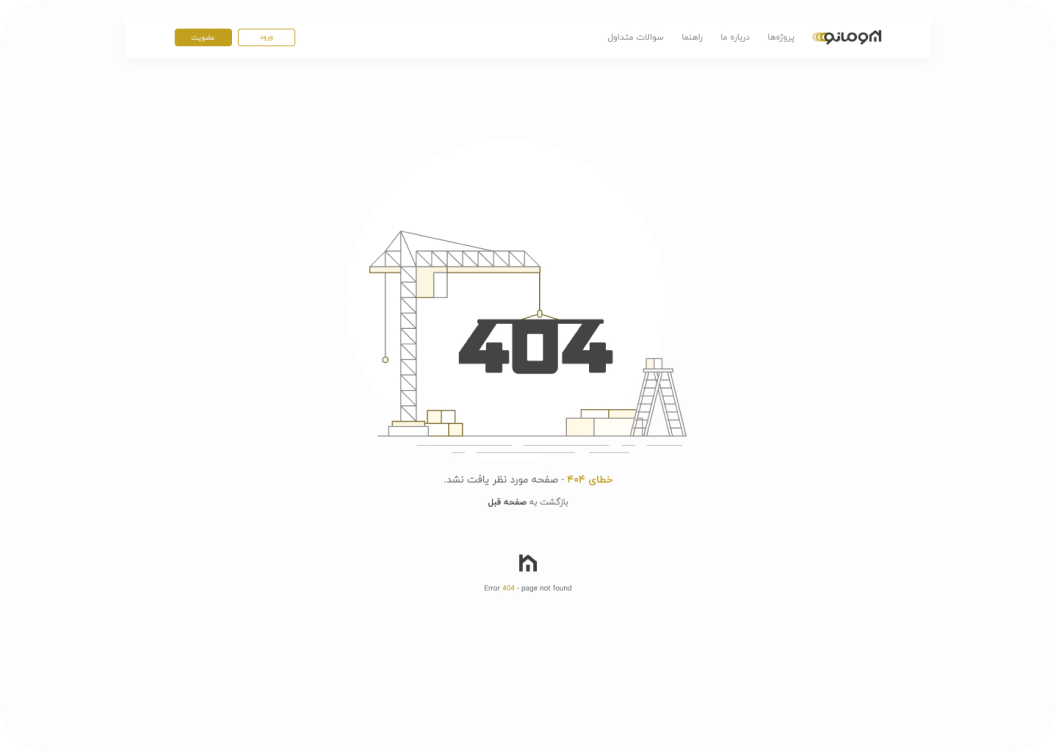 پروژه‌ها
درباره ما
راهنما
سوالات متداول
ورود
عضویت
404
خطای ۴۰۴ - صفحه مورد نظر یافت نشد.
بازگشت به صفحه قبل
Error 404 - page not found